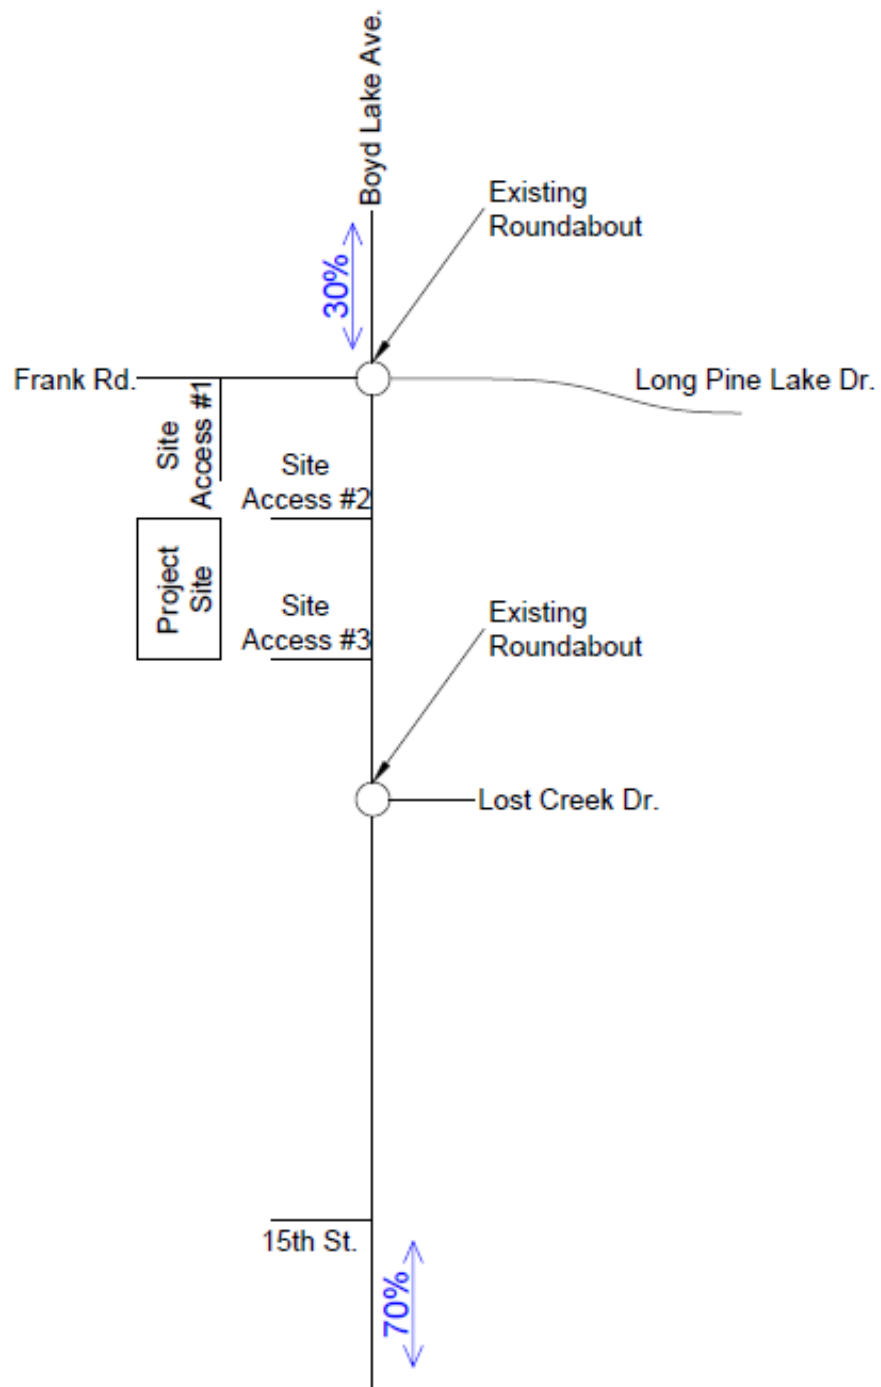 Boyd Lake Ave.
Existing
Roundabout
30%
Frank Rd.
Long Pine Lake Dr.
Site
Access #1
Site
Access #2
Project
Site
Site
Access #3
Existing
Roundabout
Lost Creek Dr.
15th St.
70%